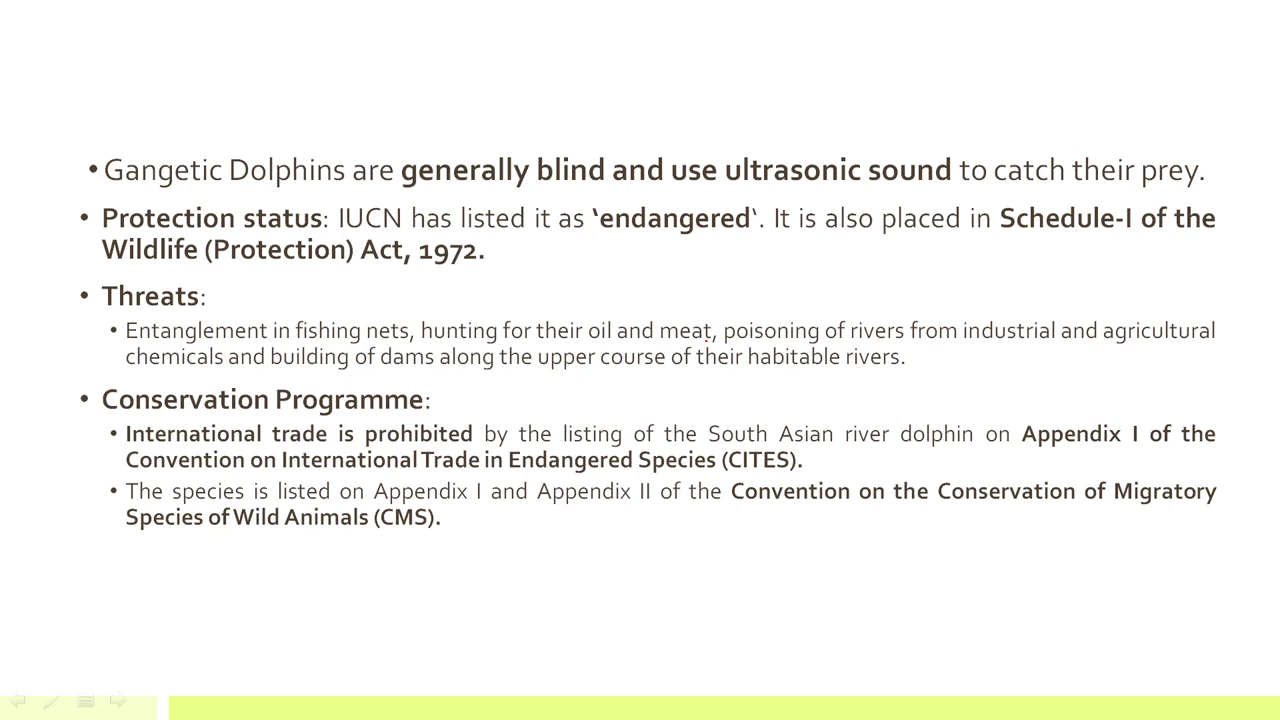 • Gangetic Dolphins are generally blind and use ultrasonic sound to catch their prey.
• Protection status: IUCN has listed it as ‘endangered‘. It is also placed in Schedule-I of the
Wildlife (Protection) Act, 1972.
• Threats:
• Entanglement in fishing nets, hunting for their oil and meat, poisoning of rivers from industrial and agricultural
chemicals and building of dams along the upper course of their habitable rivers.
• Conservation Programme:
• International trade is prohibited by the listing of the South Asian river dolphin on Appendix I of the
Convention on International Trade in Endangered Species (CITES).
• The species is listed on Appendix I and Appendix II of the Convention on the Conservation of Migratory
Species of Wild Animals (CMS).